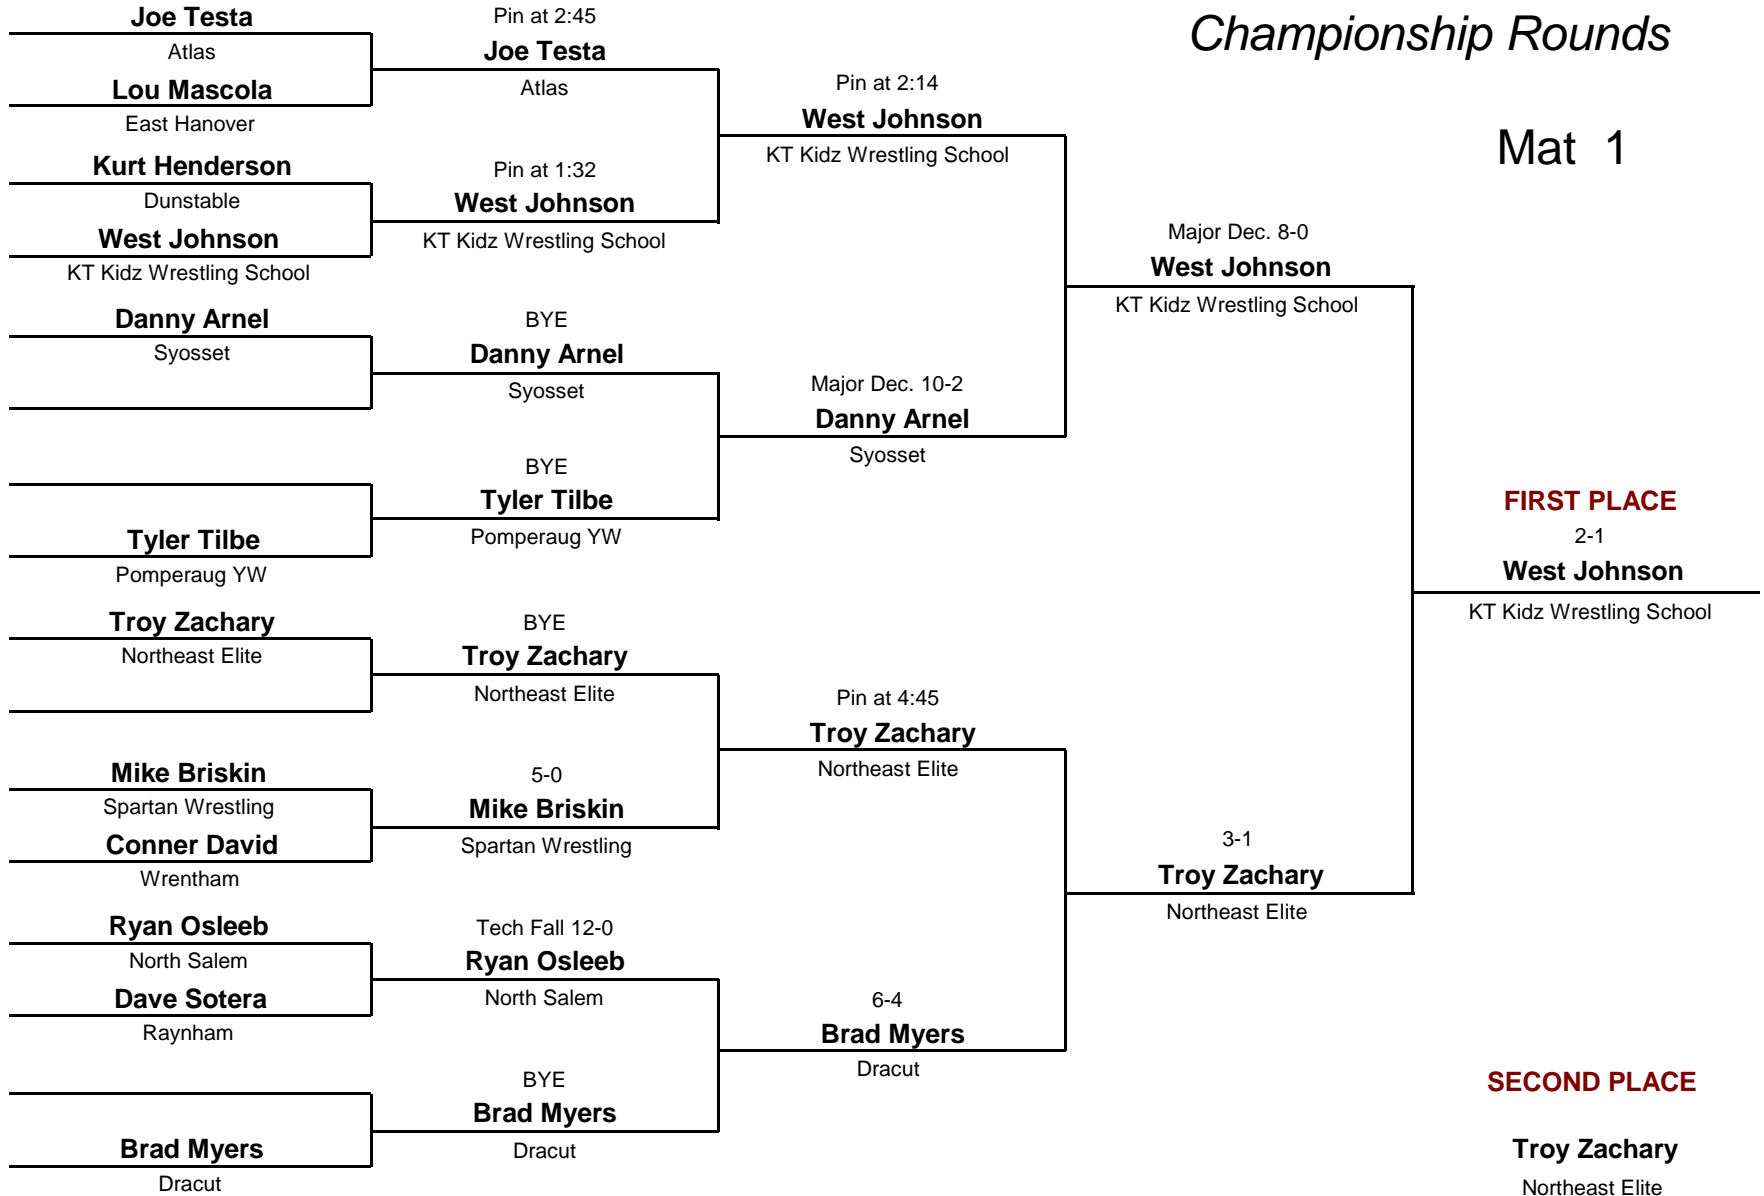 Championship Rounds
Mat 1
Joe Testa
Atlas
Lou Mascola
East Hanover
Kurt Henderson
Dunstable
West Johnson
KT Kidz Wrestling School
Danny Arnel
Syosset
Tyler Tilbe
Pomperaug YW
Troy Zachary
Northeast Elite
Mike Briskin
Spartan Wrestling
Conner David
Wrentham
Ryan Osleeb
North Salem
Dave Sotera
Raynham
Brad Myers
Dracut
Pin at 2:45
Joe Testa
Atlas
Pin at 1:32
West Johnson
KT Kidz Wrestling School
BYE
Danny Arnel
Syosset
BYE
Tyler Tilbe
Pomperaug YW
BYE
Troy Zachary
Northeast Elite
5-0
Mike Briskin
Spartan Wrestling
Tech Fall 12-0
Ryan Osleeb
North Salem
BYE
Brad Myers
Dracut
Pin at 2:14
West Johnson
KT Kidz Wrestling School
Major Dec. 10-2
Danny Arnel
Syosset
Pin at 4:45
Troy Zachary
Northeast Elite
6-4
Brad Myers
Dracut
Major Dec. 8-0
West Johnson
KT Kidz Wrestling School
3-1
Troy Zachary
Northeast Elite
FIRST PLACE
2-1
West Johnson
KT Kidz Wrestling School
SECOND PLACE
Troy Zachary
Northeast Elite